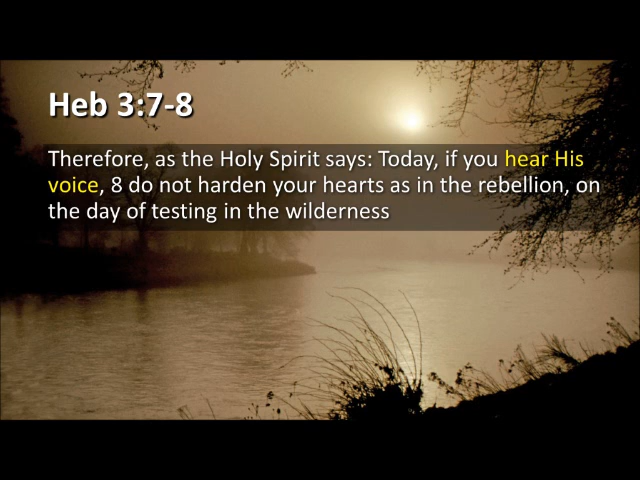 Heb 3:7-8
Therefore, as the Holy Spirit says: Today, if you hear His
voice, 8 do not harden your hearts as in the rebellion, on
the day of testing in the wilderness